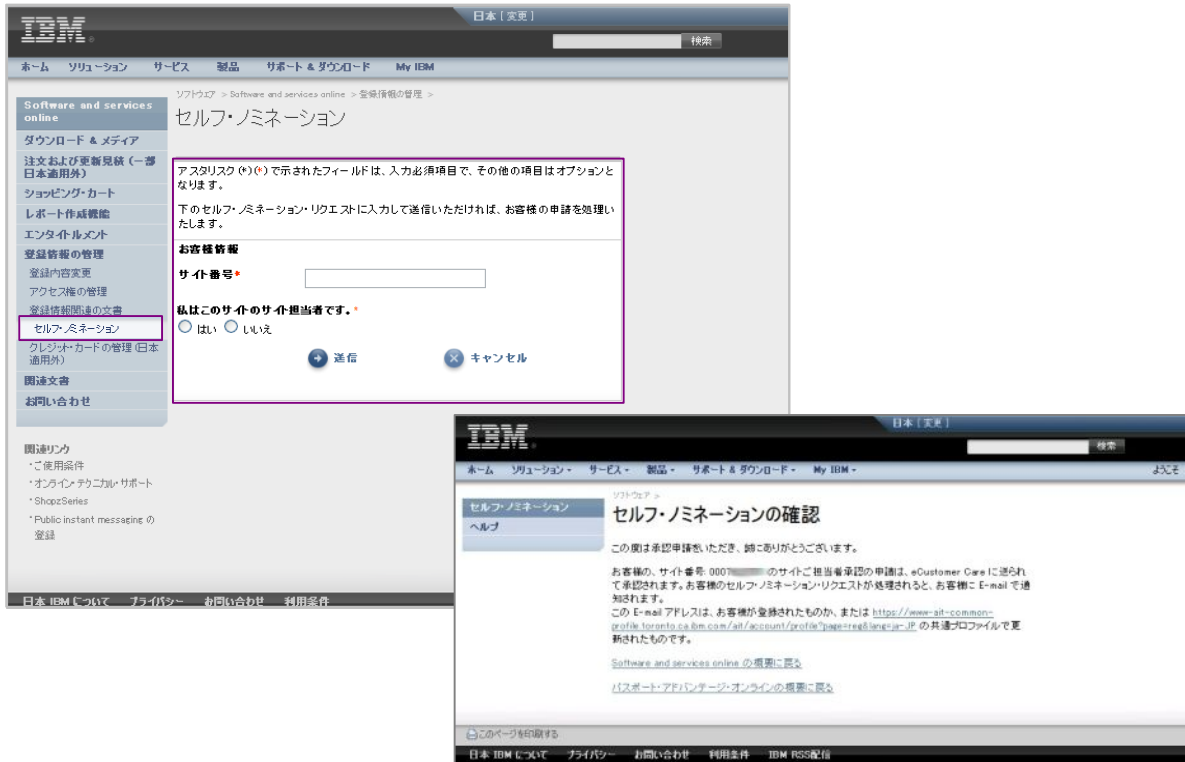 日本 [ 変更 ]
IBM®
検索
ホーム ソリューション サービス 製品 サポート & ダウンロード My IBM
ソフトウエア > Software and services online > 登録情報の管理 >
セルフ・ノミネーション
Software and services
online
ダウンロード & メディア
注文および更新見積 (一部
日本適用外)
ショッピング・カート
レポート作成機能
エンタイトルメント
登録情報の管理
登録内容変更
アクセス権の管理
登録情報関連の文書
セルフ・ノミネーション
クレジット・カードの管理 (日本
適用外)
関連文書
お問い合わせ
関連リンク
・ご使用条件
・オンライン・テクニカル・サポート
・ShopzSeries
・Public instant messaging の
登録
アスタリスク (*)(*) で示されたフィールドは、入力必須項目で、その他の項目はオプションと
なります。
下のセルフ・ノミネーション・リクエストに入力して送信いただければ、お客様の申請を処理い
たします。
お客様情報
サイト番号*
私はこのサイトのサイト担当者です。*
はい いいえ
送信 キャンセル
日本 IBM について プライバシー お問い合わせ 利用条件
日本 [ 変更 ]
IBM®
検索
ホーム ソリューション サービス 製品 サポート & ダウンロード My IBM ようこそ
ソフトウエア >
セルフ・ノミネーションの確認
セルフ・ノミネーション
ヘルプ
この度は承認申請をいただき、誠にありがとうございます。
お客様の、サイト番号: 0007 のサイトご担当者承認の申請は、eCustomer Care に送られ
て承認されます。お客様のセルフ・ノミネーション・リクエストが処理されると、お客様に E-mail で通
知されます。
この E-mail アドレスは、お客様が登録されたものか、または https://www-ait-common-
profile.toronto.ca.ibm.com/ait/account/profile?page=reg&lang=ja-JP の共通プロファイルで更
新されたものです。
Software and services online の概要に戻る
パスポート・アドバンテージ・オンラインの概要に戻る
このページを印刷する
日本 IBM について プライバシー お問い合わせ 利用条件 IBM RSS配信